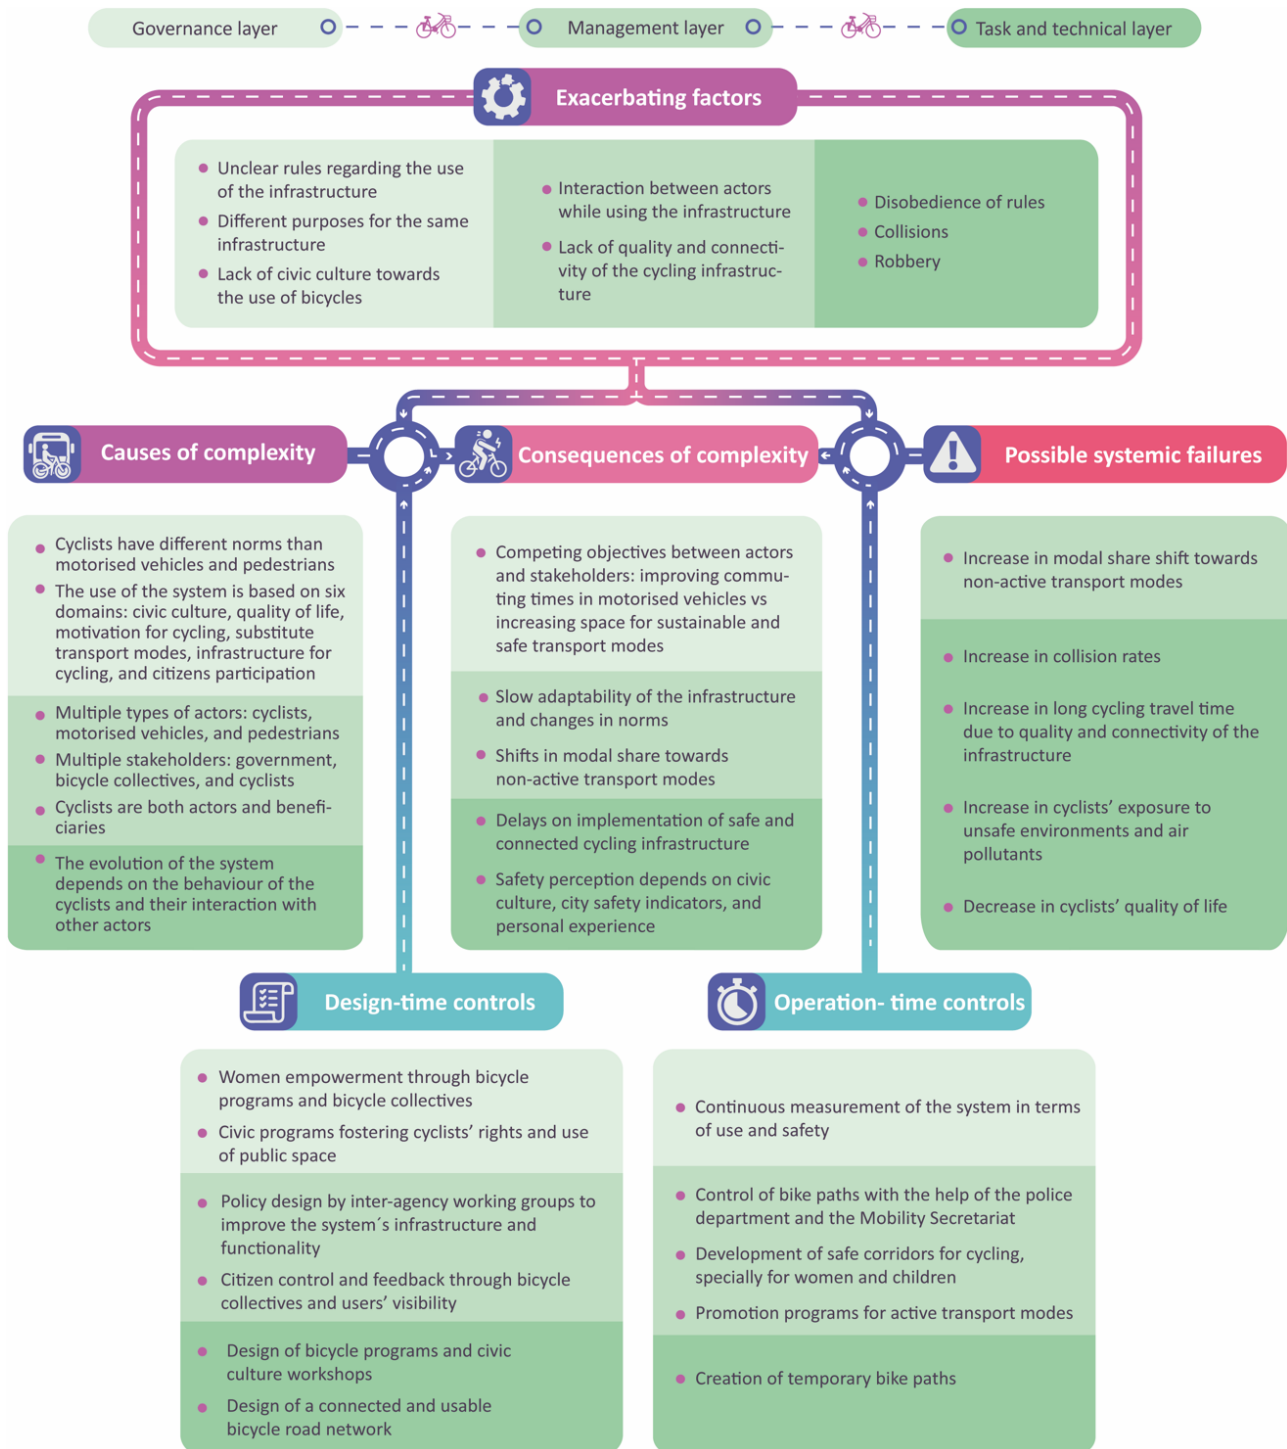 Governance layer
Management layer
Task and technical layer
Exacerbating factors
Unclear rules regarding the use
of the infrastructure
Different purposes for the same
infrastructure
Lack of civic culture towards
the use of bicycles
Interaction between actors
while using the infrastructure
Lack of quality and connecti-
vity of the cycling infrastruc-
ture
Disobedience of rules
Collisions
Robbery
Causes of complexity
Cyclists have different norms than
motorised vehicles and pedestrians
The use of the system is based on six
domains: civic culture, quality of life,
motivation for cycling, substitute
transport modes, infrastructure for
cycling, and citizens participation
Multiple types of actors: cyclists,
motorised vehicles, and pedestrians
Multiple stakeholders: government,
bicycle collectives, and cyclists
Cyclists are both actors and benefi-
ciaries
The evolution of the system
depends on the behaviour of the
cyclists and their interaction with
other actors
Consequences of complexity
Competing objectives between actors
and stakeholders: improving commu-
ting times in motorised vehicles vs
increasing space for sustainable and
safe transport modes
Slow adaptability of the infrastructure
and changes in norms
Shifts in modal share towards
non-active transport modes
Delays on implementation of safe and
connected cycling infrastructure
Safety perception depends on civic
culture, city safety indicators, and
personal experience
Possible systemic failures
Increase in modal share shift towards
non-active transport modes
Increase in collision rates
Increase in long cycling travel time
due to quality and connectivity of the
infrastructure
Increase in cyclists' exposure to
unsafe environments and air
pollutants
Decrease in cyclists' quality of life
Design-time controls
Women empowerment through bicycle
programs and bicycle collectives
Civic programs fostering cyclists' rights and use
of public space
Policy design by inter-agency working groups to
improve the system´s infrastructure and
functionality
Citizen control and feedback through bicycle
collectives and users' visibility
Design of bicycle programs and civic
culture workshops
Design of a connected and usable
bicycle road network
Operation- time controls
Continuous measurement of the system in terms
of use and safety
Control of bike paths with the help of the police
department and the Mobility Secretariat
Development of safe corridors for cycling,
specially for women and children
Promotion programs for active transport modes
Creation of temporary bike paths